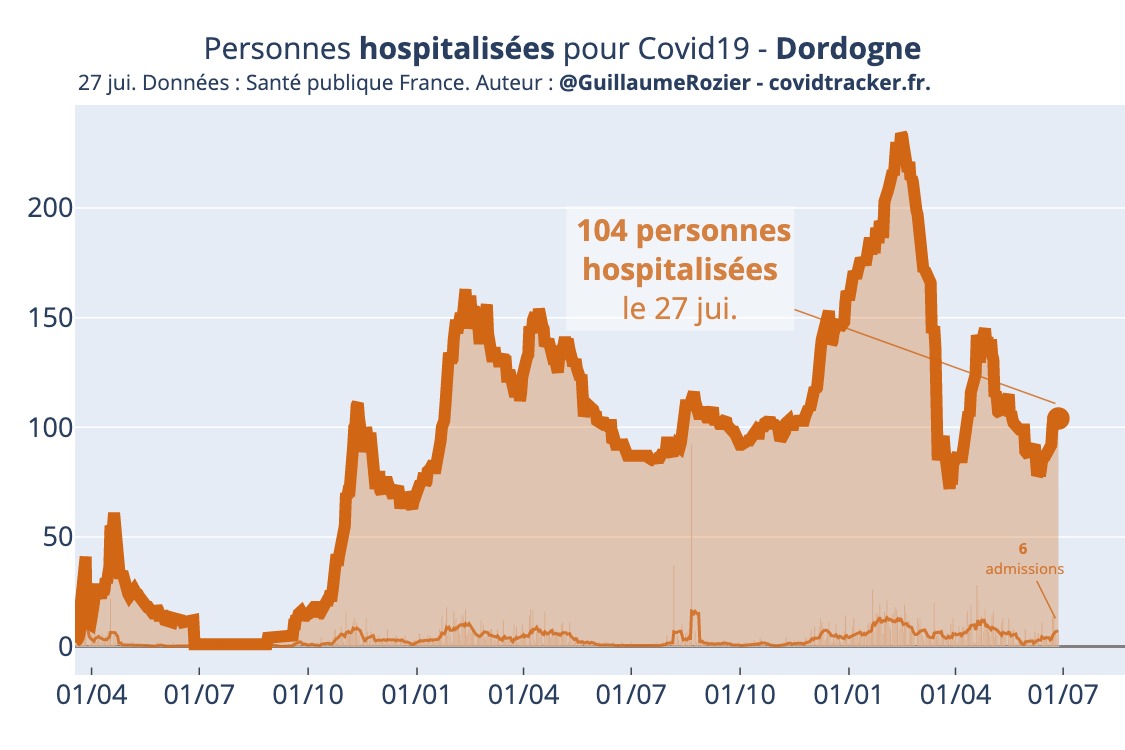 Personnes hospitalisées pour Covid19 - Dordogne
27 jui. Données : Santé publique France. Auteur : @GuillaumeRozier - covidtracker.fr.
200
104 personnes
hospitalisées
le 27 jui.
150
100
50
6
admissions
0
01/04 01/07 01/10 01/01 01/04 01/07 01/10 01/01 01/04 01/07